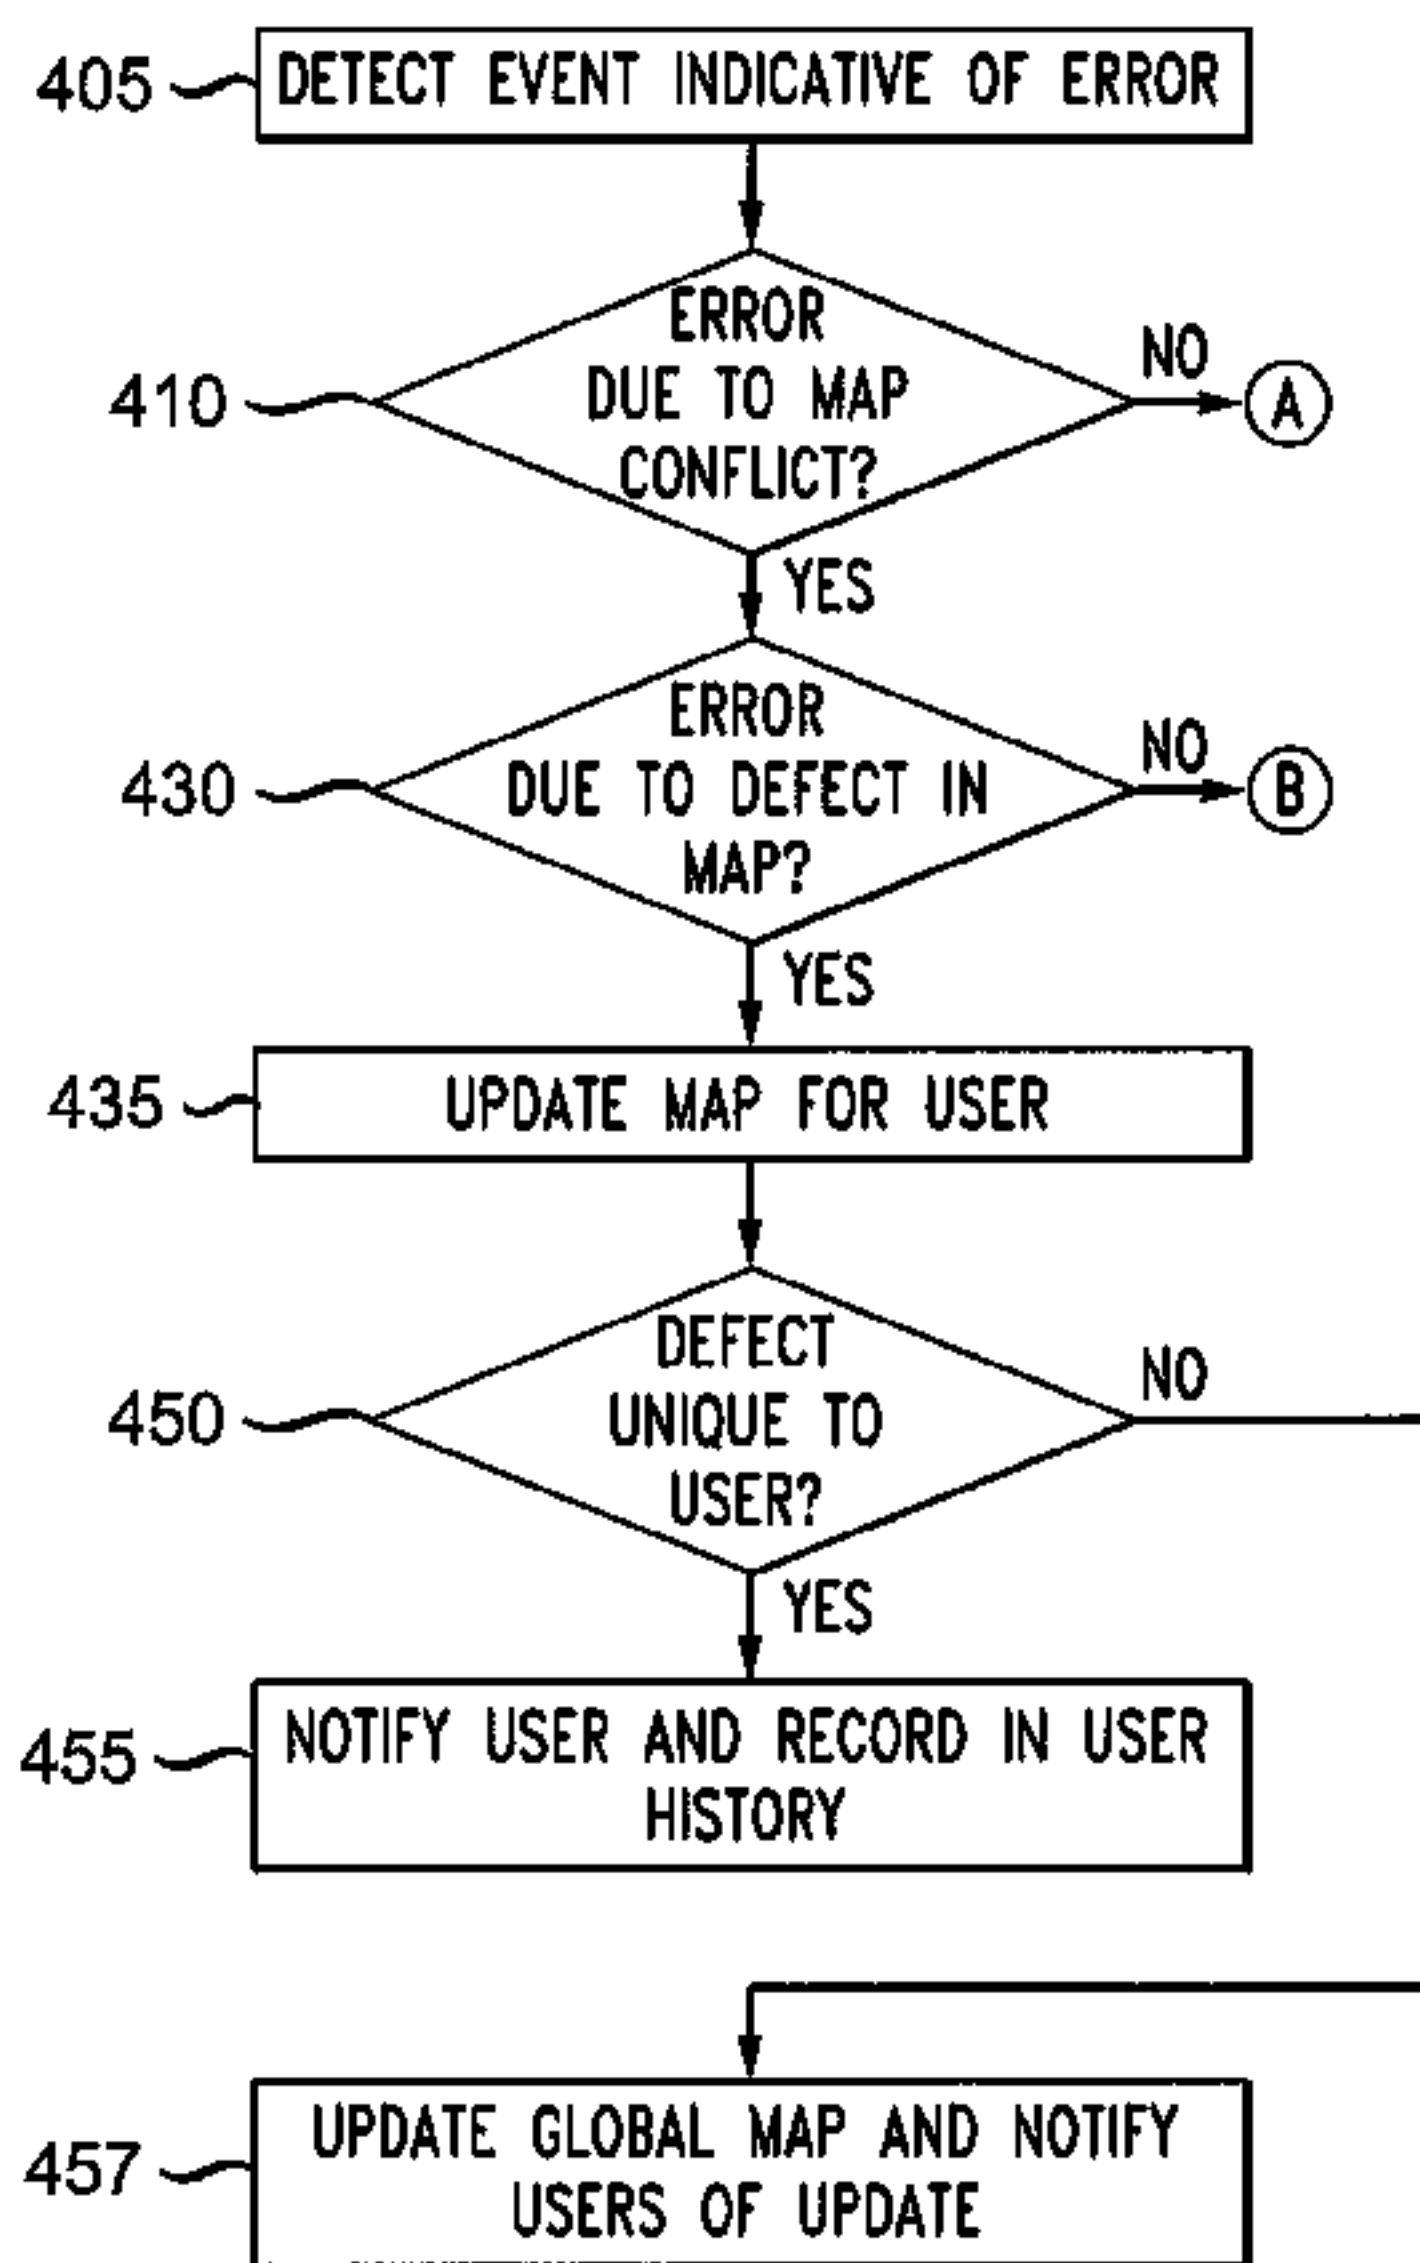 405 DETECT EVENT INDICATIVE OF ERROR
ERROR
NO
410 DUE TO MAP A
CONFLICT?
YES
ERROR
NO
430 DUE TO DEFECT IN B
MAP?
YES
435 UPDATE MAP FOR USER
DEFECT
NO
450 UNIQUE TO
USER?
YES
455 NOTIFY USER AND RECORD IN USER
HISTORY
457 UPDATE GLOBAL MAP AND NOTIFY
USERS OF UPDATE